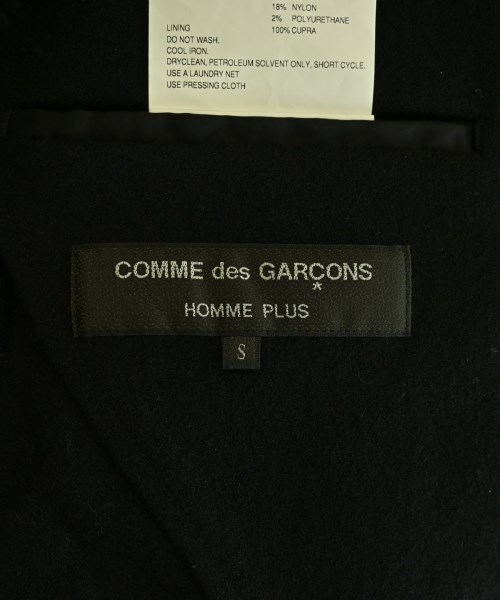 18% NYLON
2% POLYURETHANE
LINING 100% CUPRA
DO NOT WASH.
COOL IRON.
DRYCLEAN, PETROLEUM SOLVENT ONLY, SHORT CYCLE.
USE A LAUNDRY NET
USE PRESSING CLOTH
COMME des GARÇONS
*
HOMME PLUS
S